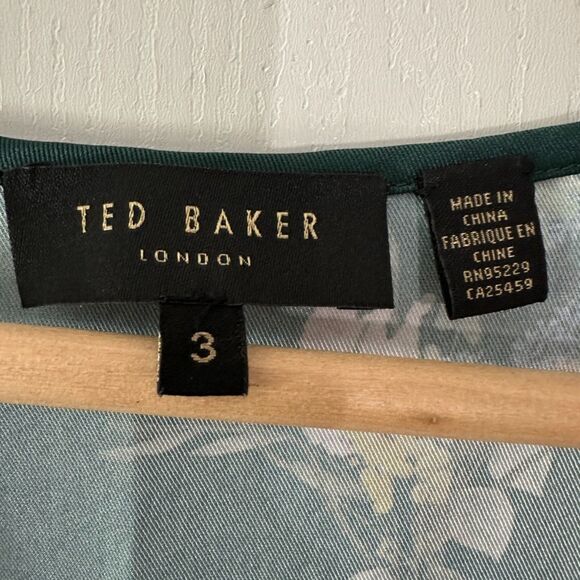 TED BAKER
LONDON
3
MADE IN
CHINA
FABRIQUE EN
CHINE
RN95229
CA25459